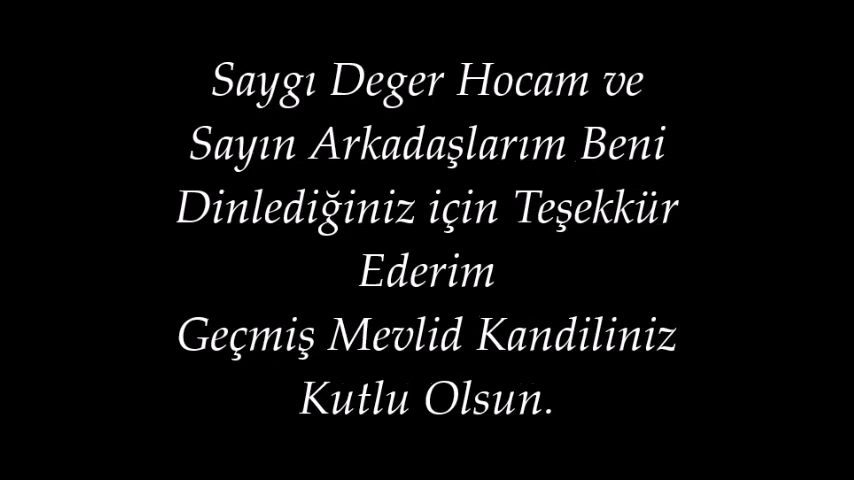 Saygı Deger Hocam ve
Sayın Arkadaşlarım Beni
Dinlediğiniz için Teşekkür
Ederim
Geçmiş Mevlid Kandiliniz
Kutlu Olsun.